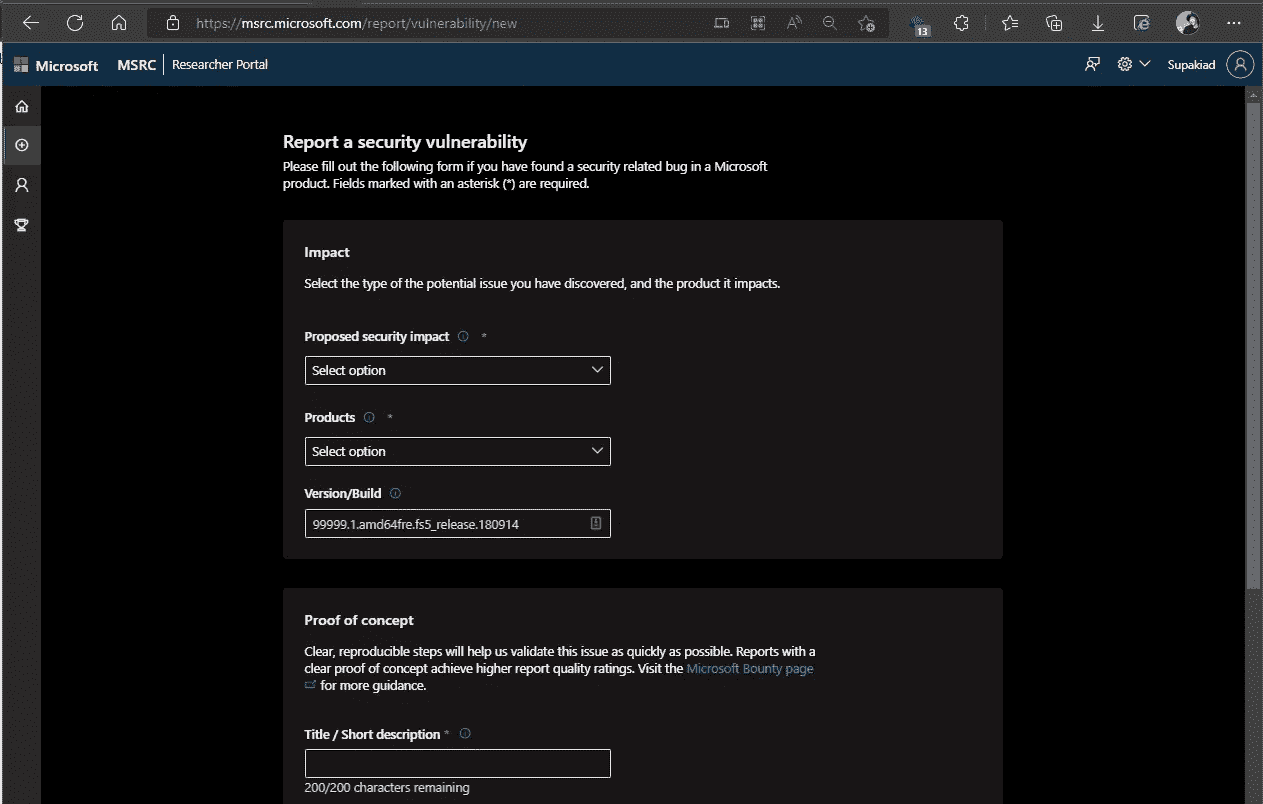 https://msrc.microsoft.com/report/vulnerability/new
13
Microsoft MSRC Researcher Portal Supakiad
Report a security vulnerability
Please fill out the following form if you have found a security related bug in a Microsoft
product. Fields marked with an asterisk (*) are required.
Impact
Select the type of the potential issue you have discovered, and the product it impacts.
Proposed security impact *
Select option
Products *
Select option
Version/Build
99999.1.amd64fre.fs5_release.180914
Proof of concept
Clear, reproducible steps will help us validate this issue as quickly as possible. Reports with a
clear proof of concept achieve higher report quality ratings. Visit the Microsoft Bounty page
for more guidance.
Title / Short description *
200/200 characters remaining